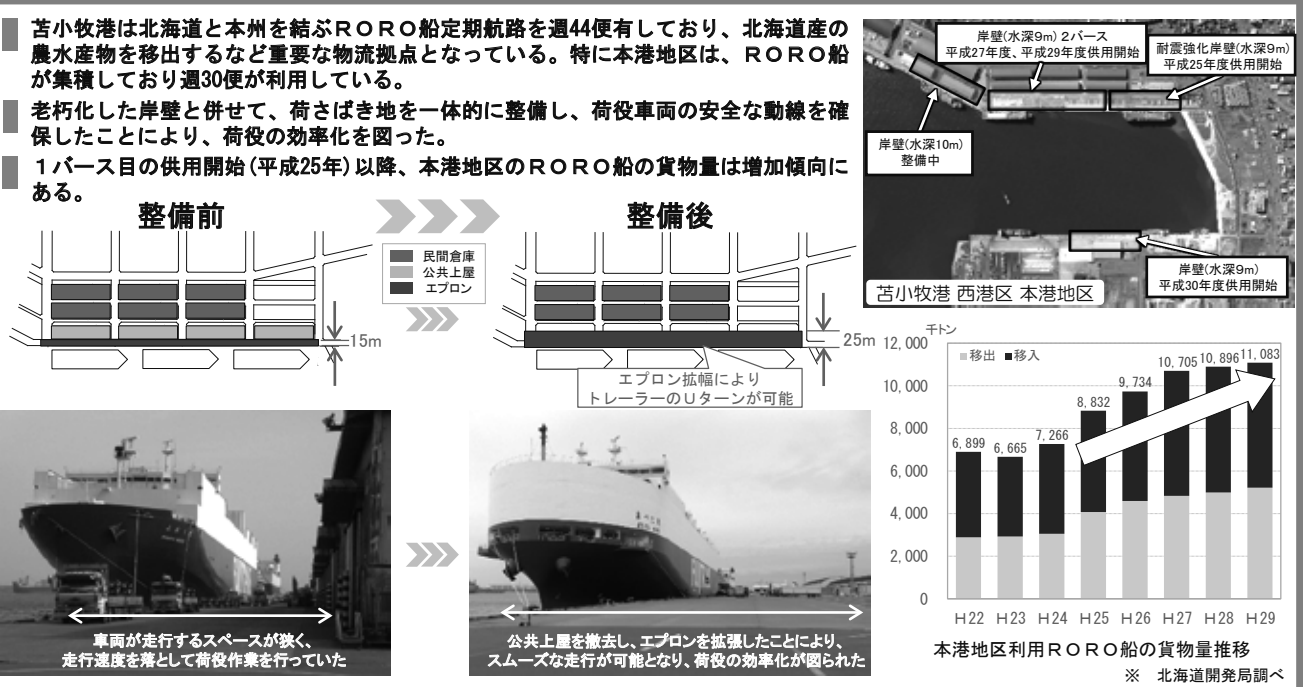 苫小牧港は北海道と本州を結ぶＲＯＲＯ船定期航路を週44便有しており、北海道産の
農水産物を移出するなど重要な物流拠点となっている。特に本港地区は、ＲＯＲＯ船
が集積しており週30便が利用している。
老朽化した岸壁と併せて、荷さばき地を一体的に整備し、荷役車両の安全な動線を確
保したことにより、荷役の効率化を図った。
１バース目の供用開始(平成25年)以降、本港地区のＲＯＲＯ船の貨物量は増加傾向に
ある。
整備前
整備後
民間倉庫
公共上屋
エプロン
15m
25m
エプロン拡幅により
トレーラーのＵターンが可能
車両が走行するスペースが狭く、
走行速度を落として荷役作業を行っていた
公共上屋を撤去し、エプロンを拡張したことにより、
スムーズな走行が可能となり、荷役の効率化が図られた
岸壁(水深9m)２バース
平成27年度、平成29年度供用開始
耐震強化岸壁(水深9m)
平成25年度供用開始
岸壁(水深10m)
整備中
岸壁(水深9m)
平成30年度供用開始
苫小牧港 西港区 本港地区
千トン
移出 移入
12,000
10,000
8,000
6,000
4,000
2,000
0
6,899
6,665
7,266
8,832
9,734
10,705
10,896
11,083
H22 H23 H24 H25 H26 H27 H28 H29
本港地区利用ＲＯＲＯ船の貨物量推移
※　北海道開発局調べ